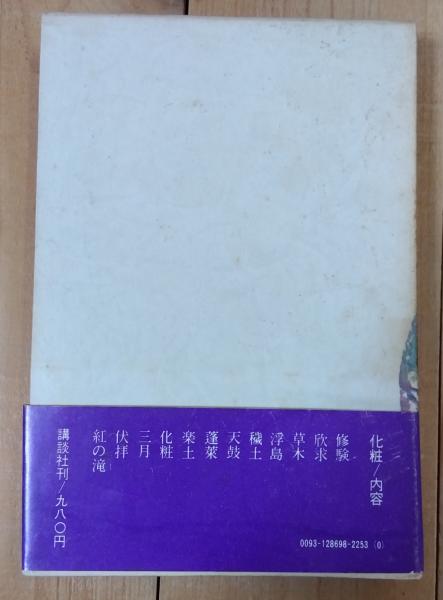 化粧/内容
修験
欣求
草木
浮島
穢土
天鼓
蓬萊
楽土
化粧
三月
伏拝
紅の滝
講談社刊/九八〇円
0093-128698-2253 (0)